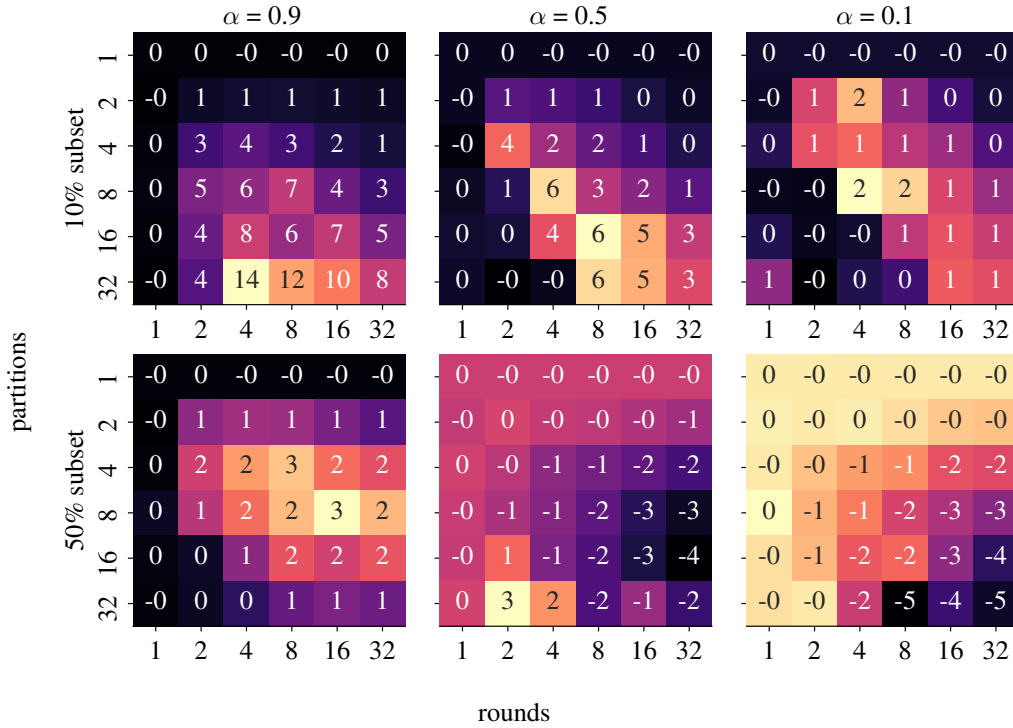 α = 0.9 α = 0.5 α = 0.1
1 0 0 -0 -0 0 0 0 0 -0 -0 -0 -0 0 0 -0 -0 -0 -0
2 -0 1 1 1 1 1 -0 1 1 1 0 0 -0 1 2 1 0 0
4 0 3 4 3 2 1 -0 4 2 2 1 0 0 1 1 1 1 0
8 0 5 6 7 4 3 0 1 6 3 2 1 -0 -0 2 2 1 1
16 0 4 8 6 7 5 0 0 4 6 5 3 0 -0 -0 1 1 1
32 -0 4 14 12 10 8 0 -0 -0 6 5 3 1 -0 0 0 1 1
10% subset
1 2 4 8 16 32 1 2 4 8 16 32 1 2 4 8 16 32
partitions
1 -0 0 -0 -0 -0 -0 0 -0 -0 -0 -0 -0 0 -0 0 -0 -0 -0
2 -0 1 1 1 1 1 -0 0 -0 -0 -0 -1 -0 -0 0 -0 -0 -0
4 0 2 2 3 2 2 0 -0 -1 -1 -2 -2 -0 -0 -1 -1 -2 -2
8 0 1 2 2 3 2 -0 -1 -1 -2 -3 -3 0 -1 -1 -2 -3 -3
16 -0 0 1 2 2 2 -0 1 -1 -2 -3 -4 -0 -1 -2 -2 -3 -4
32 -0 0 0 1 1 1 0 3 2 -2 -1 -2 -0 -0 -2 -5 -4 -5
50% subset
1 2 4 8 16 32 1 2 4 8 16 32 1 2 4 8 16 32
rounds